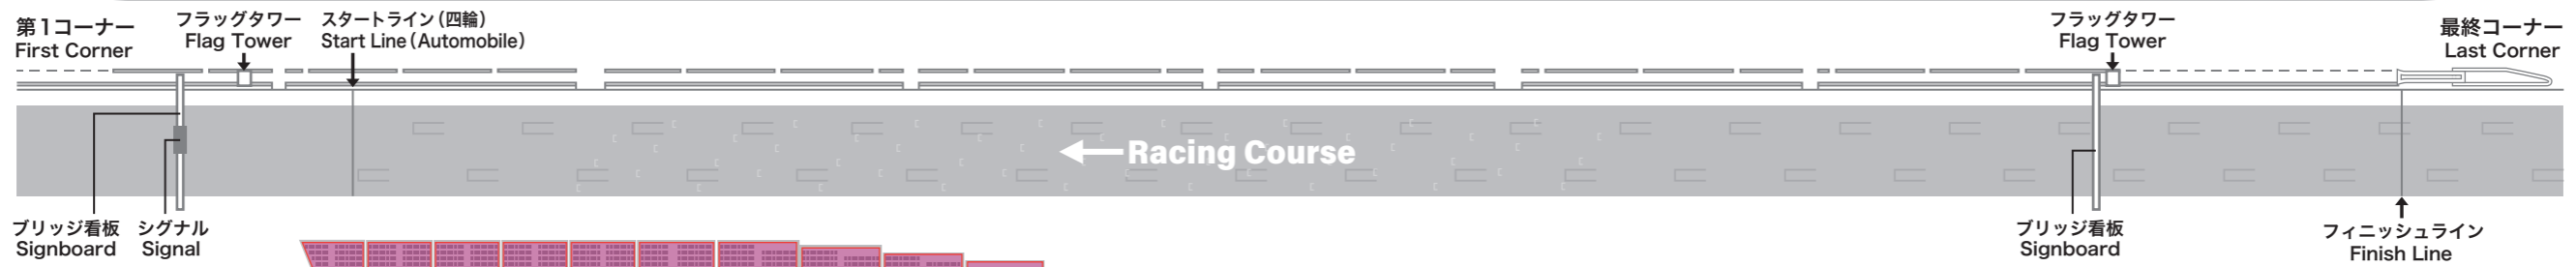 第1コーナー
First Corner
フラッグタワー
Flag Tower
スタートライン（四輪）
Start Line（Automobile）
フラッグタワー
Flag Tower
最終コーナー
Last Corner
Racing Course
ブリッジ看板
Signboard
シグナル
Signal
ブリッジ看板
Signboard
フィニッシュライン
Finish Line